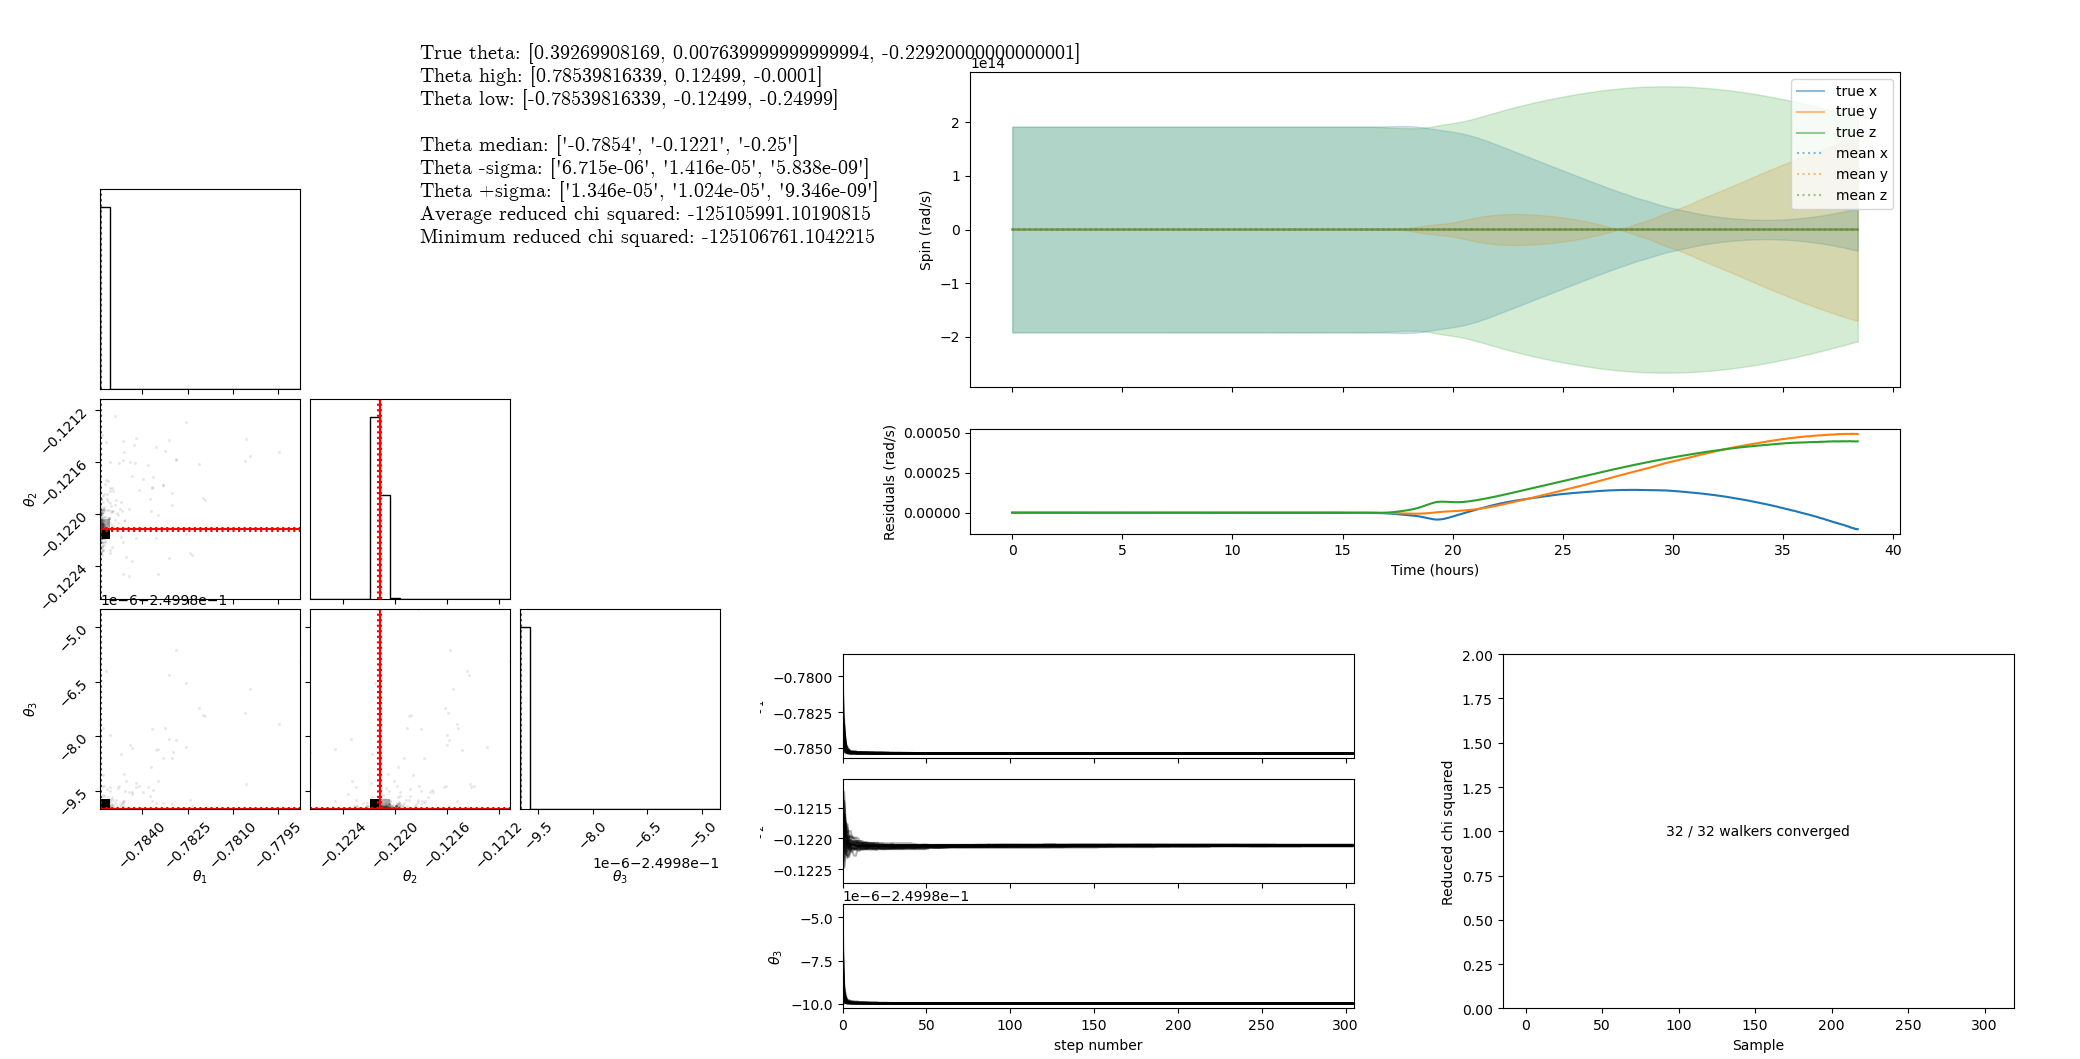 True theta: [0.39269908169, 0.007639999999999994, -0.22920000000000001]
Theta high: [0.78539816339, 0.12499, -0.0001]
Theta low: [-0.78539816339, -0.12499, -0.24999]
Theta median: ['-0.7854', '-0.1221', '-0.25']
Theta -sigma: ['6.715e-06', '1.416e-05', '5.838e-09']
Theta +sigma: ['1.346e-05', '1.024e-05', '9.346e-09']
Average reduced chi squared: -125105991.10190815
Minimum reduced chi squared: -125106761.1042215
1e14
2
1
0
−1
−2
Spin (rad/s)
true x
true y
true z
mean x
mean y
mean z
0.00050
0.00025
0.00000
Residuals (rad/s)
0 5 10 15 20 25 30 35 40
Time (hours)
−0.1212
−0.1216
−0.1220
−0.1224
θ2
1e−6−2.4998e−1
−5.0
−6.5
−8.0
−9.5
θ3
−0.7840 −0.7825 −0.7810 −0.7795
θ1
−0.1224 −0.1220 −0.1216 −0.1212
θ2
−9.5 −8.0 −6.5 −5.0
1e−6−2.4998e−1
θ3
−0.7800
−0.7825
−0.7850
−0.1215
−0.1220
−0.1225
1e−6−2.4998e−1
−5.0
−7.5
−10.0
θ3
0 50 100 150 200 250 300
step number
2.00
1.75
1.50
1.25
1.00
0.75
0.50
0.25
0.00
Reduced chi squared
32 / 32 walkers converged
0 50 100 150 200 250 300
Sample